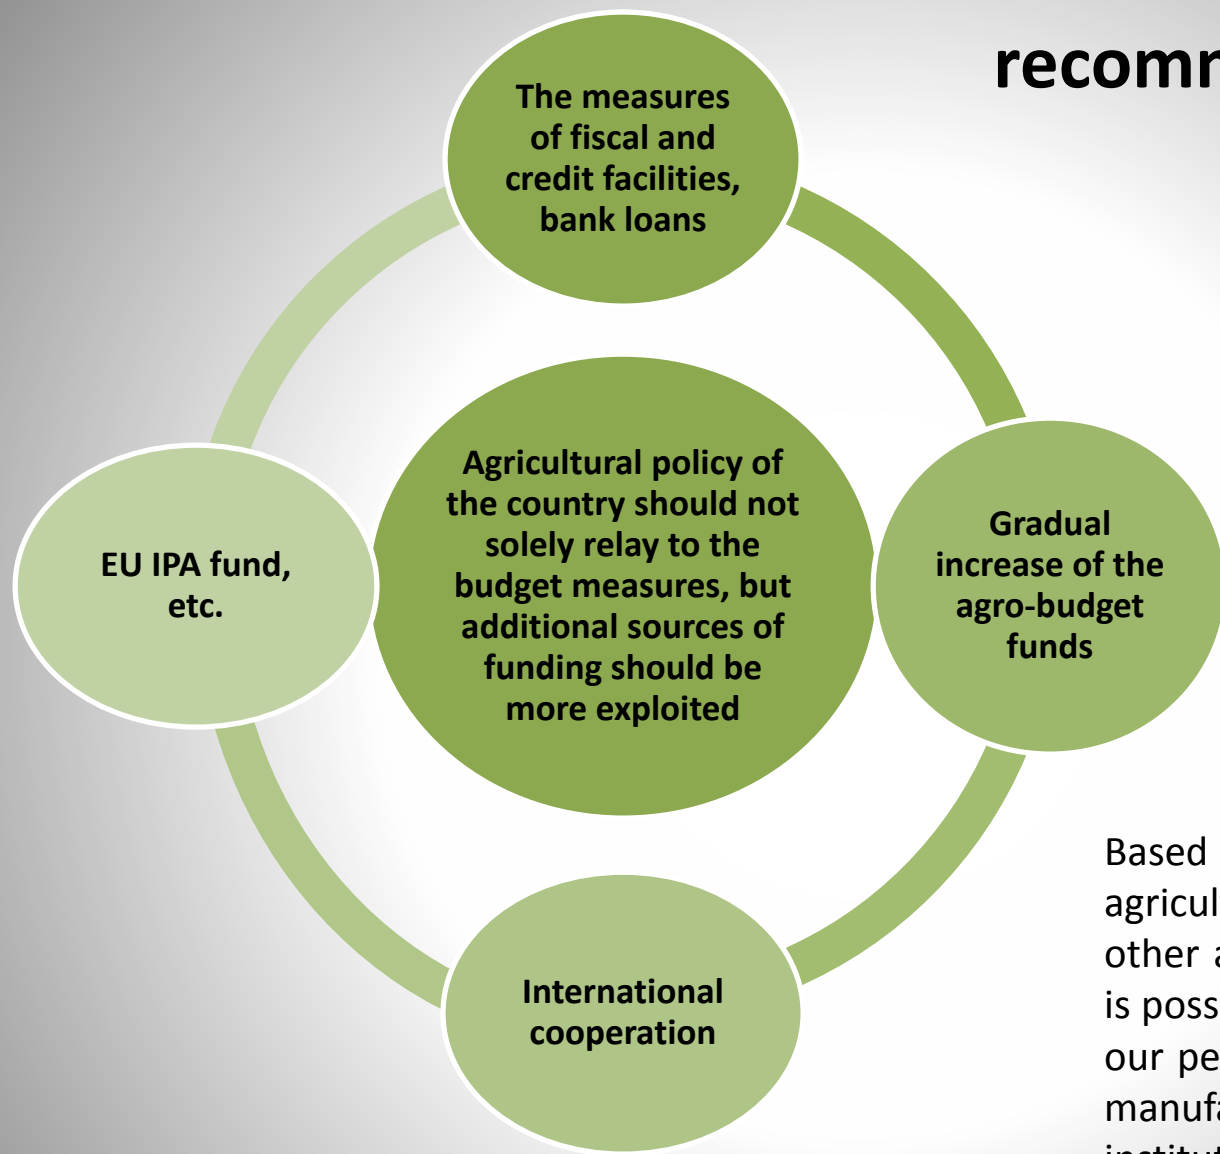 recomm
The measures
of fiscal and
credit facilities,
bank loans
Agricultural policy of
the country should not
solely relay to the
budget measures, but
additional sources of
funding should be
more exploited
EU IPA fund,
etc.
Gradual
increase of the
agro-budget
funds
International
cooperation
Based
agricul
other a
is poss
our pe
manufa